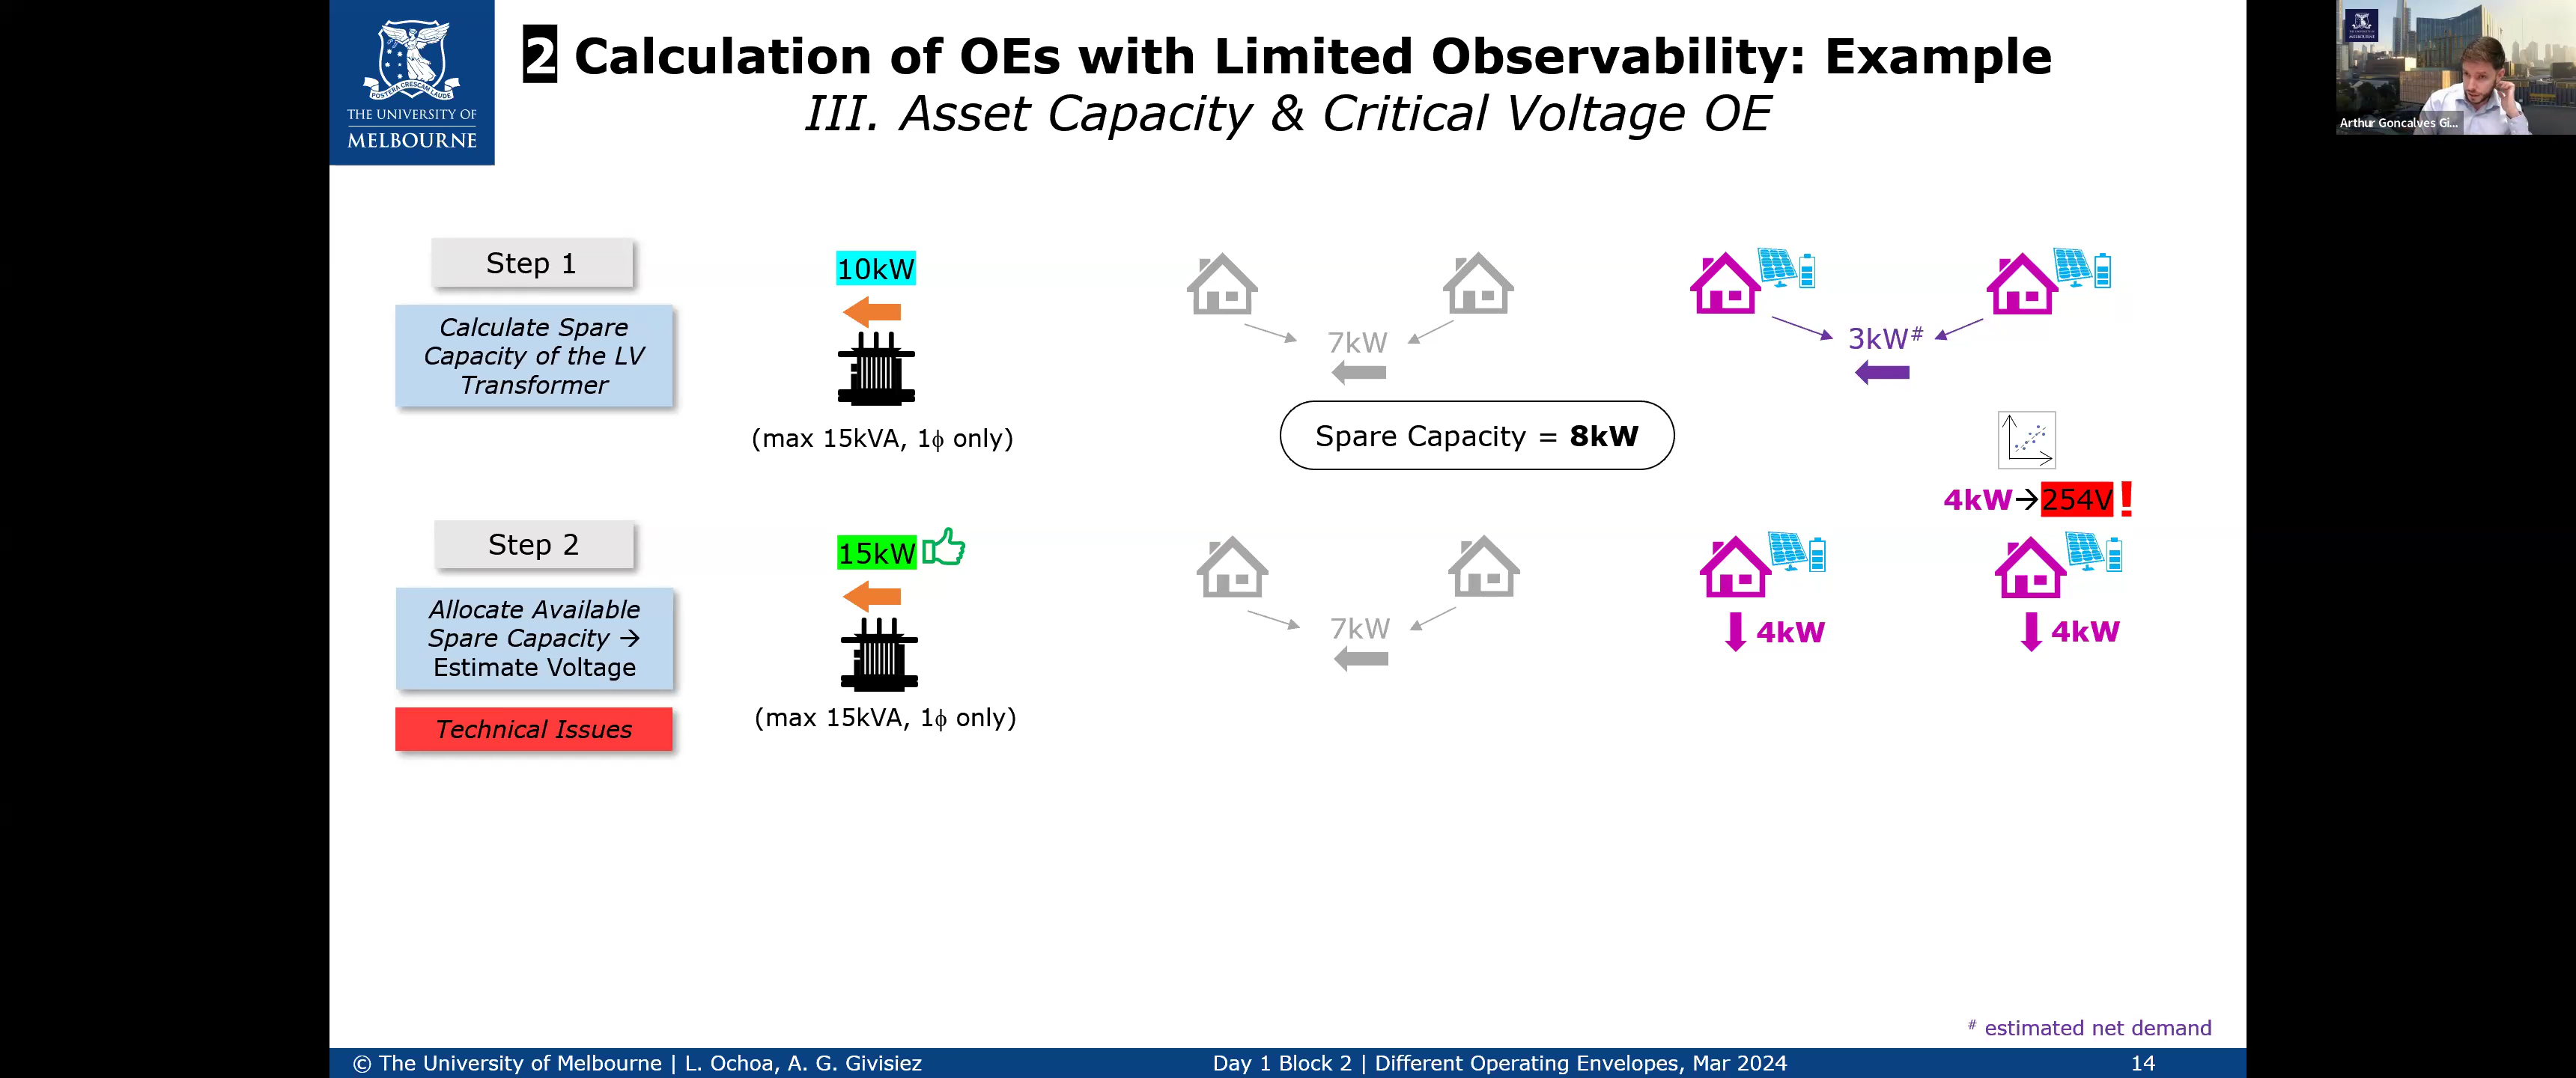 THE UNIVERSITY OF
MELBOURNE
2 Calculation of OEs with Limited Observability: Example
III. Asset Capacity & Critical Voltage OE
Arthur Goncalves Gi...
Step 1
Calculate Spare
Capacity of the LV
Transformer
10kW
(max 15kVA, 1ϕ only)
7kW
3kW#
Spare Capacity = 8kW
4kW→254V!
Step 2
Allocate Available
Spare Capacity →
Estimate Voltage
Technical Issues
15kW
(max 15kVA, 1ϕ only)
7kW
4kW
4kW
# estimated net demand
© The University of Melbourne | L. Ochoa, A. G. Givisiez
Day 1 Block 2 | Different Operating Envelopes, Mar 2024
14